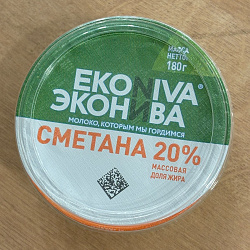 МАССА
НЕТТО:
180г
EKONIVA®
ЭКОНИВА
МОЛОКО, КОТОРЫМ МЫ ГОРДИМСЯ
СМЕТАНА 20%
МАССОВАЯ
ДОЛЯ ЖИРА